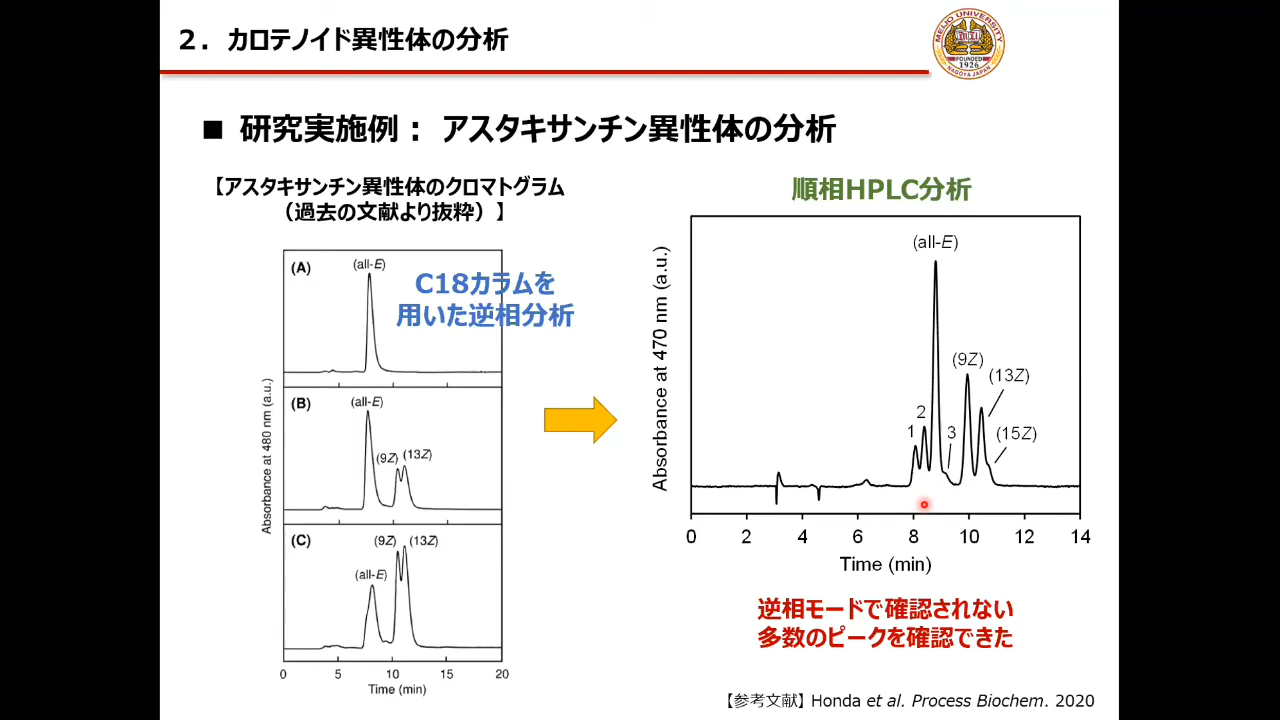 ２．カロテノイド異性体の分析
MEIJO UNIVERSITY
FOUNDED
1926
NAGOYA JAPAN
■ 研究実施例： アスタキサンチン異性体の分析
【アスタキサンチン異性体のクロマトグラム
（過去の文献より抜粋）】
C18カラムを
用いた逆相分析
(A)
(all-E)
(B)
(all-E)
(9Z)
(13Z)
(C)
(all-E)
(9Z)
(13Z)
Absorbance at 480 nm (a.u.)
0 5 10 15 20
Time (min)
順相HPLC分析
(all-E)
1
2
3
(9Z)
(13Z)
(15Z)
Absorbance at 470 nm (a.u.)
0 2 4 6 8 10 12 14
Time (min)
逆相モードで確認されない
多数のピークを確認できた
【参考文献】 Honda et al. Process Biochem. 2020